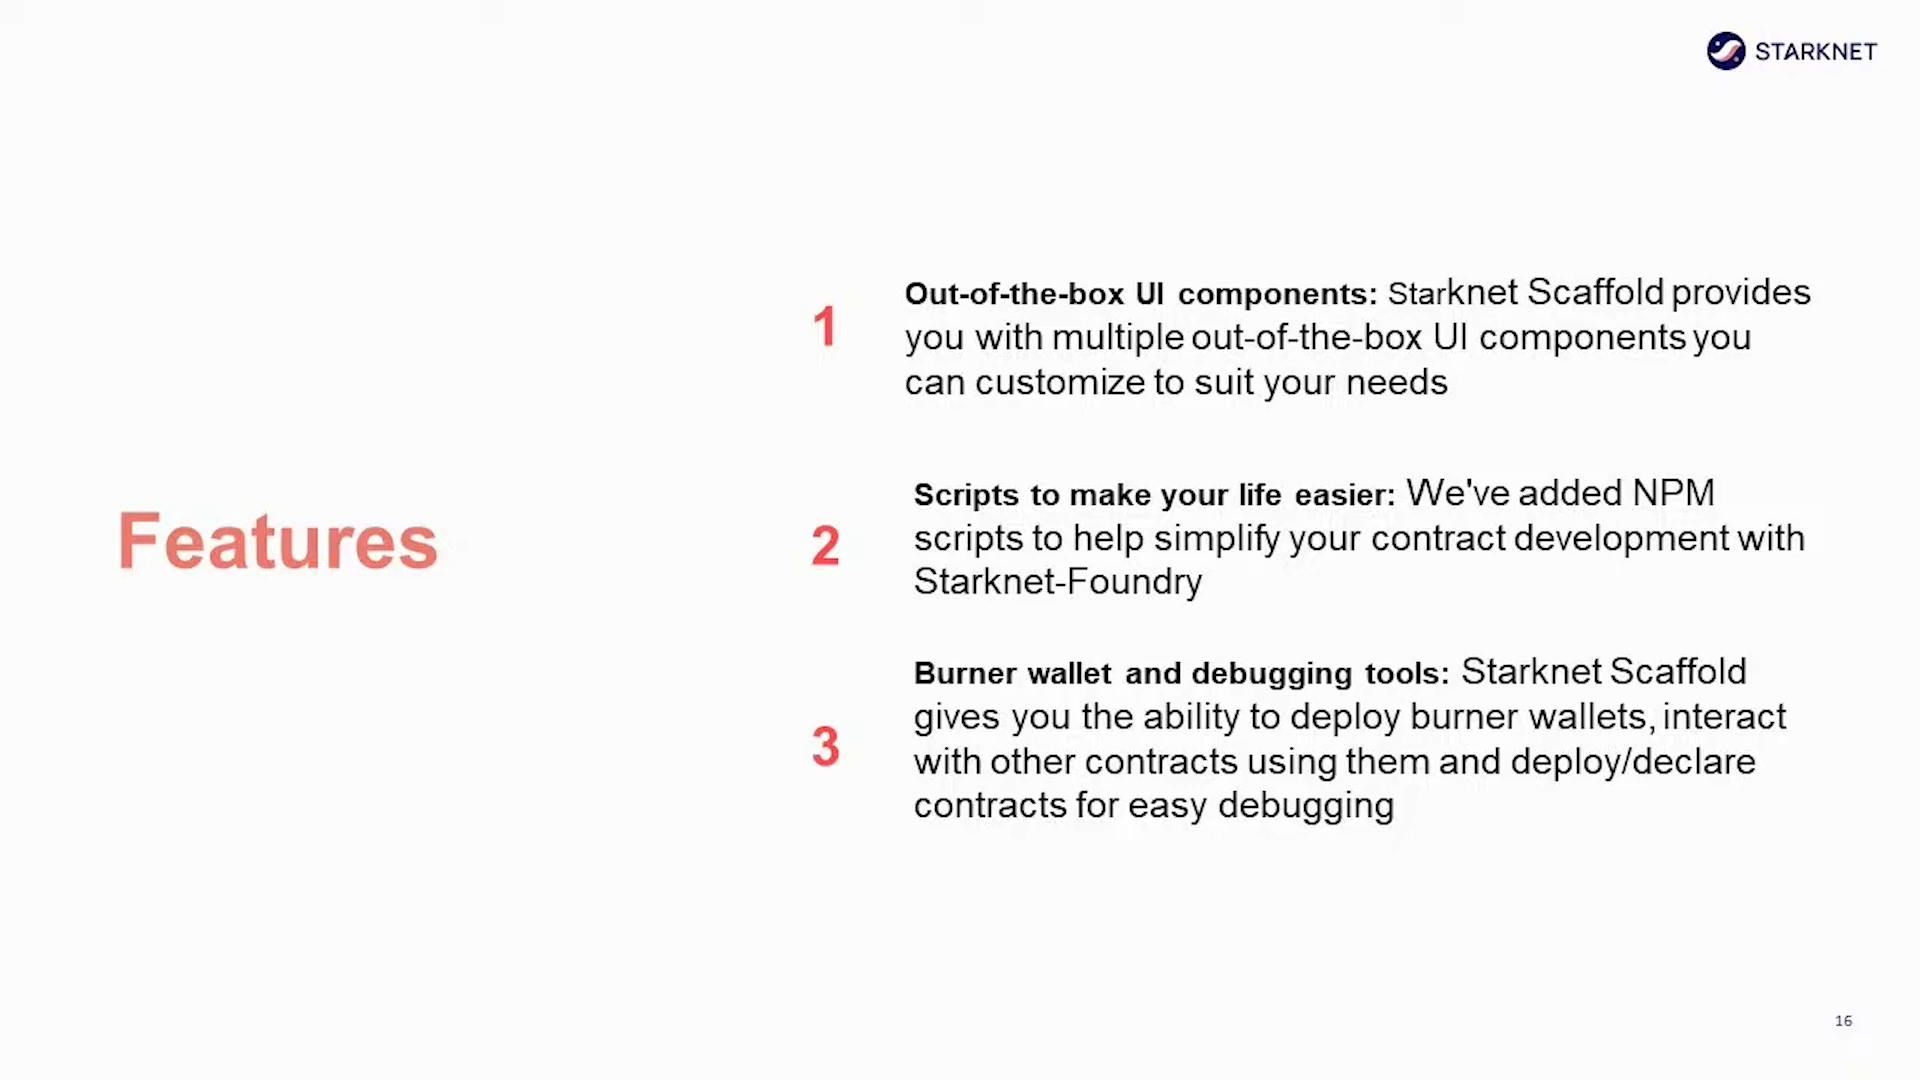 STARKNET
Features
1
Out-of-the-box UI components: Starknet Scaffold provides
you with multiple out-of-the-box UI components you
can customize to suit your needs
2
Scripts to make your life easier: We've added NPM
scripts to help simplify your contract development with
Starknet-Foundry
3
Burner wallet and debugging tools: Starknet Scaffold
gives you the ability to deploy burner wallets, interact
with other contracts using them and deploy/declare
contracts for easy debugging
16